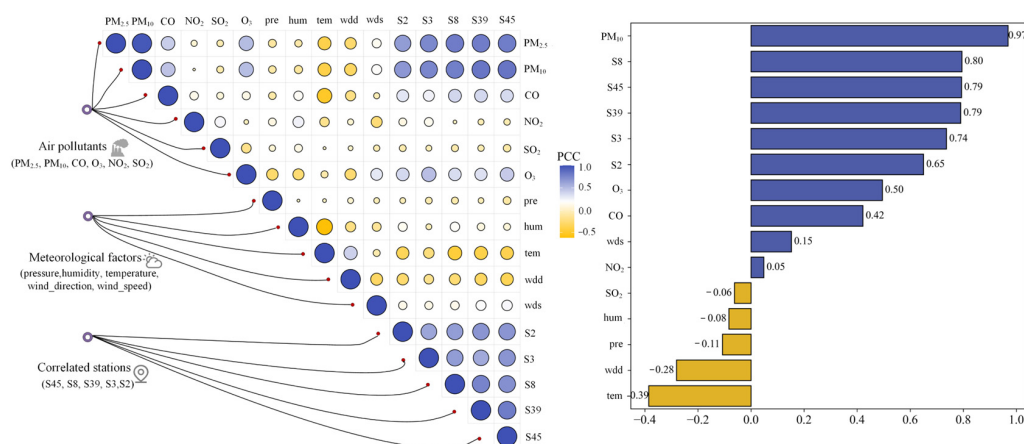 PM2.5 PM10 CO NO2 SO2 O3 pre hum tem wdd wds S2 S3 S8 S39 S45
PM2.5
PM10
CO
NO2
SO2
O3
pre
hum
tem
wdd
wds
S2
S3
S8
S39
S45
Air pollutants
(PM2.5, PM10, CO, O3, NO2, SO2)
Meteorological factors
(pressure,humidity, temperature,
wind_direction, wind_speed)
Correlated stations
(S45, S8, S39, S3,S2)
PCC
1.0
0.5
0.0
−0.5
PM10 0.97
S8 0.80
S45 0.79
S39 0.79
S3 0.74
S2 0.65
O3 0.50
CO 0.42
wds 0.15
NO2 0.05
SO2 −0.06
hum −0.08
pre −0.11
wdd −0.28
tem 0.39
−0.4 −0.2 0.0 0.2 0.4 0.6 0.8 1.0